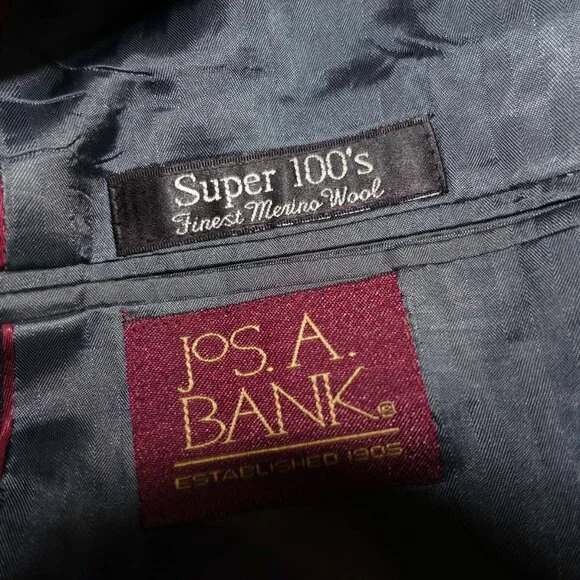 Super 100's
Finest Merino Wool
JOS. A.
BANK®
ESTABLISHED 1905